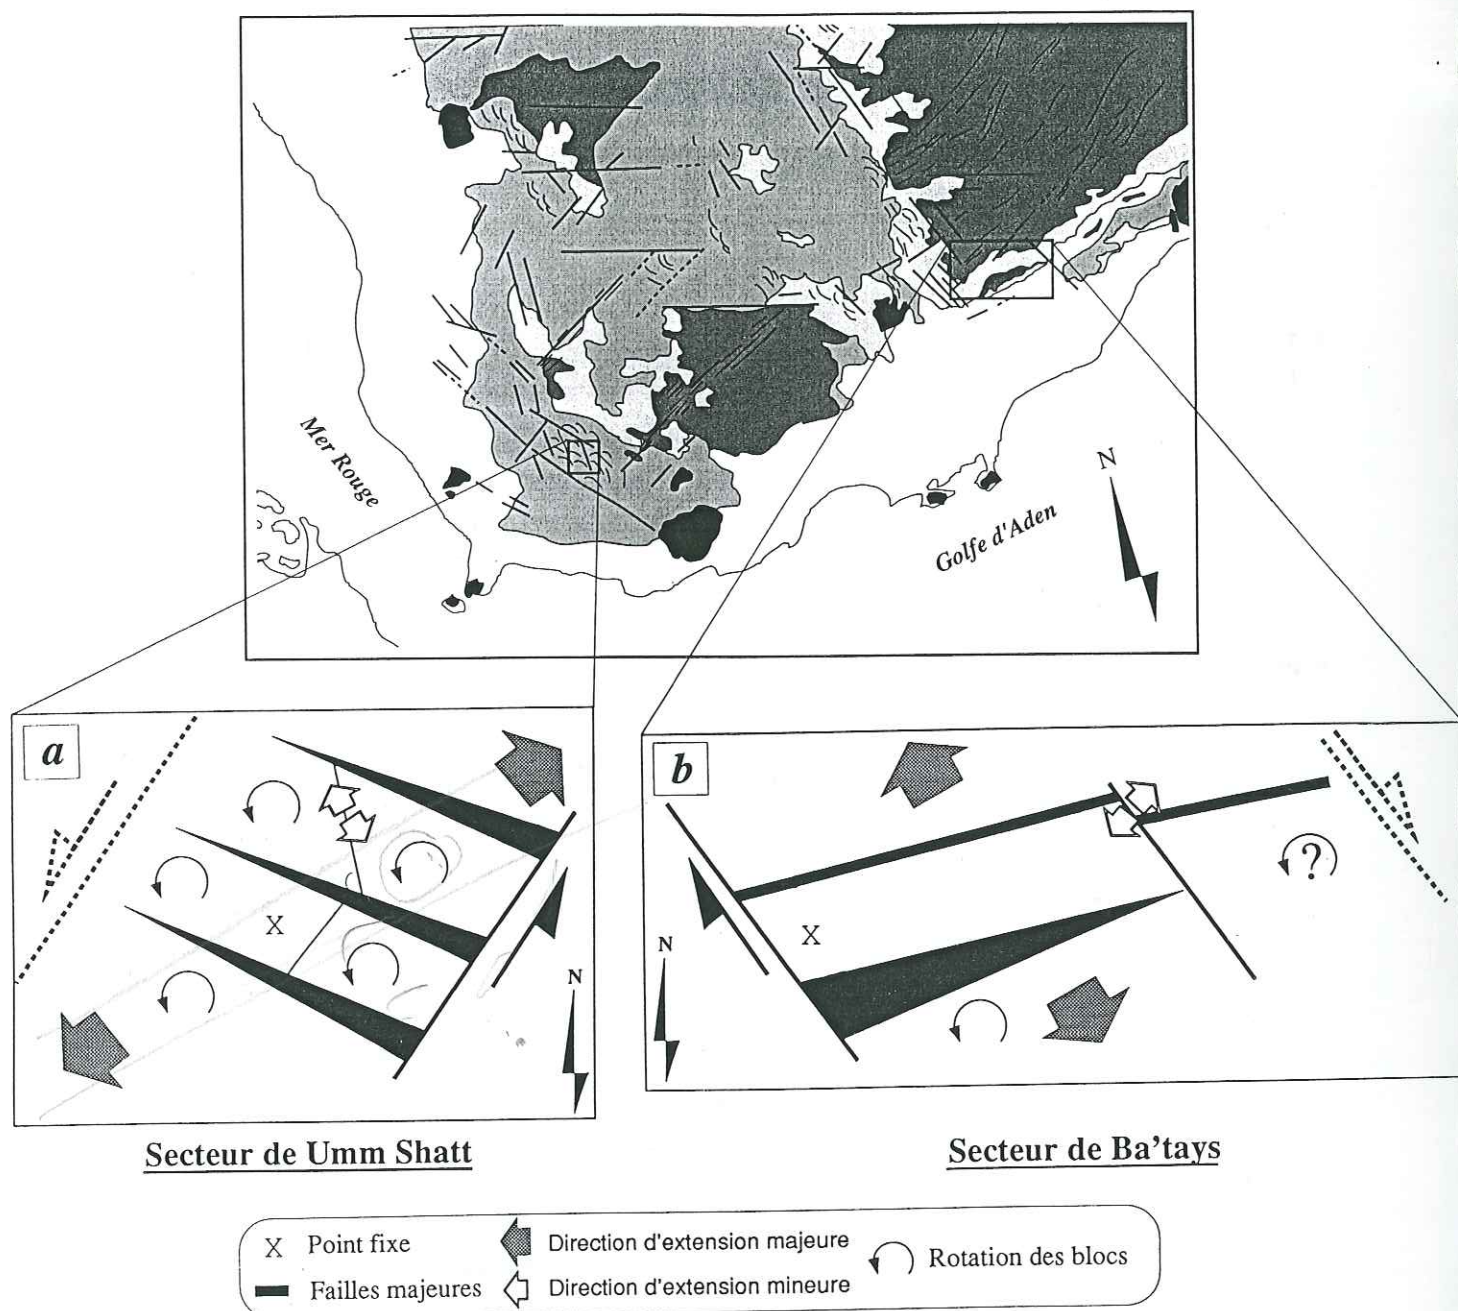 Mer Rouge
N
Golfe d'Aden
a
X
N
b
?
X
N
Secteur de Umm Shatt
Secteur de Ba'tays
X Point fixe
Direction d'extension majeure
Rotation des blocs
Failles majeures
Direction d'extension mineure